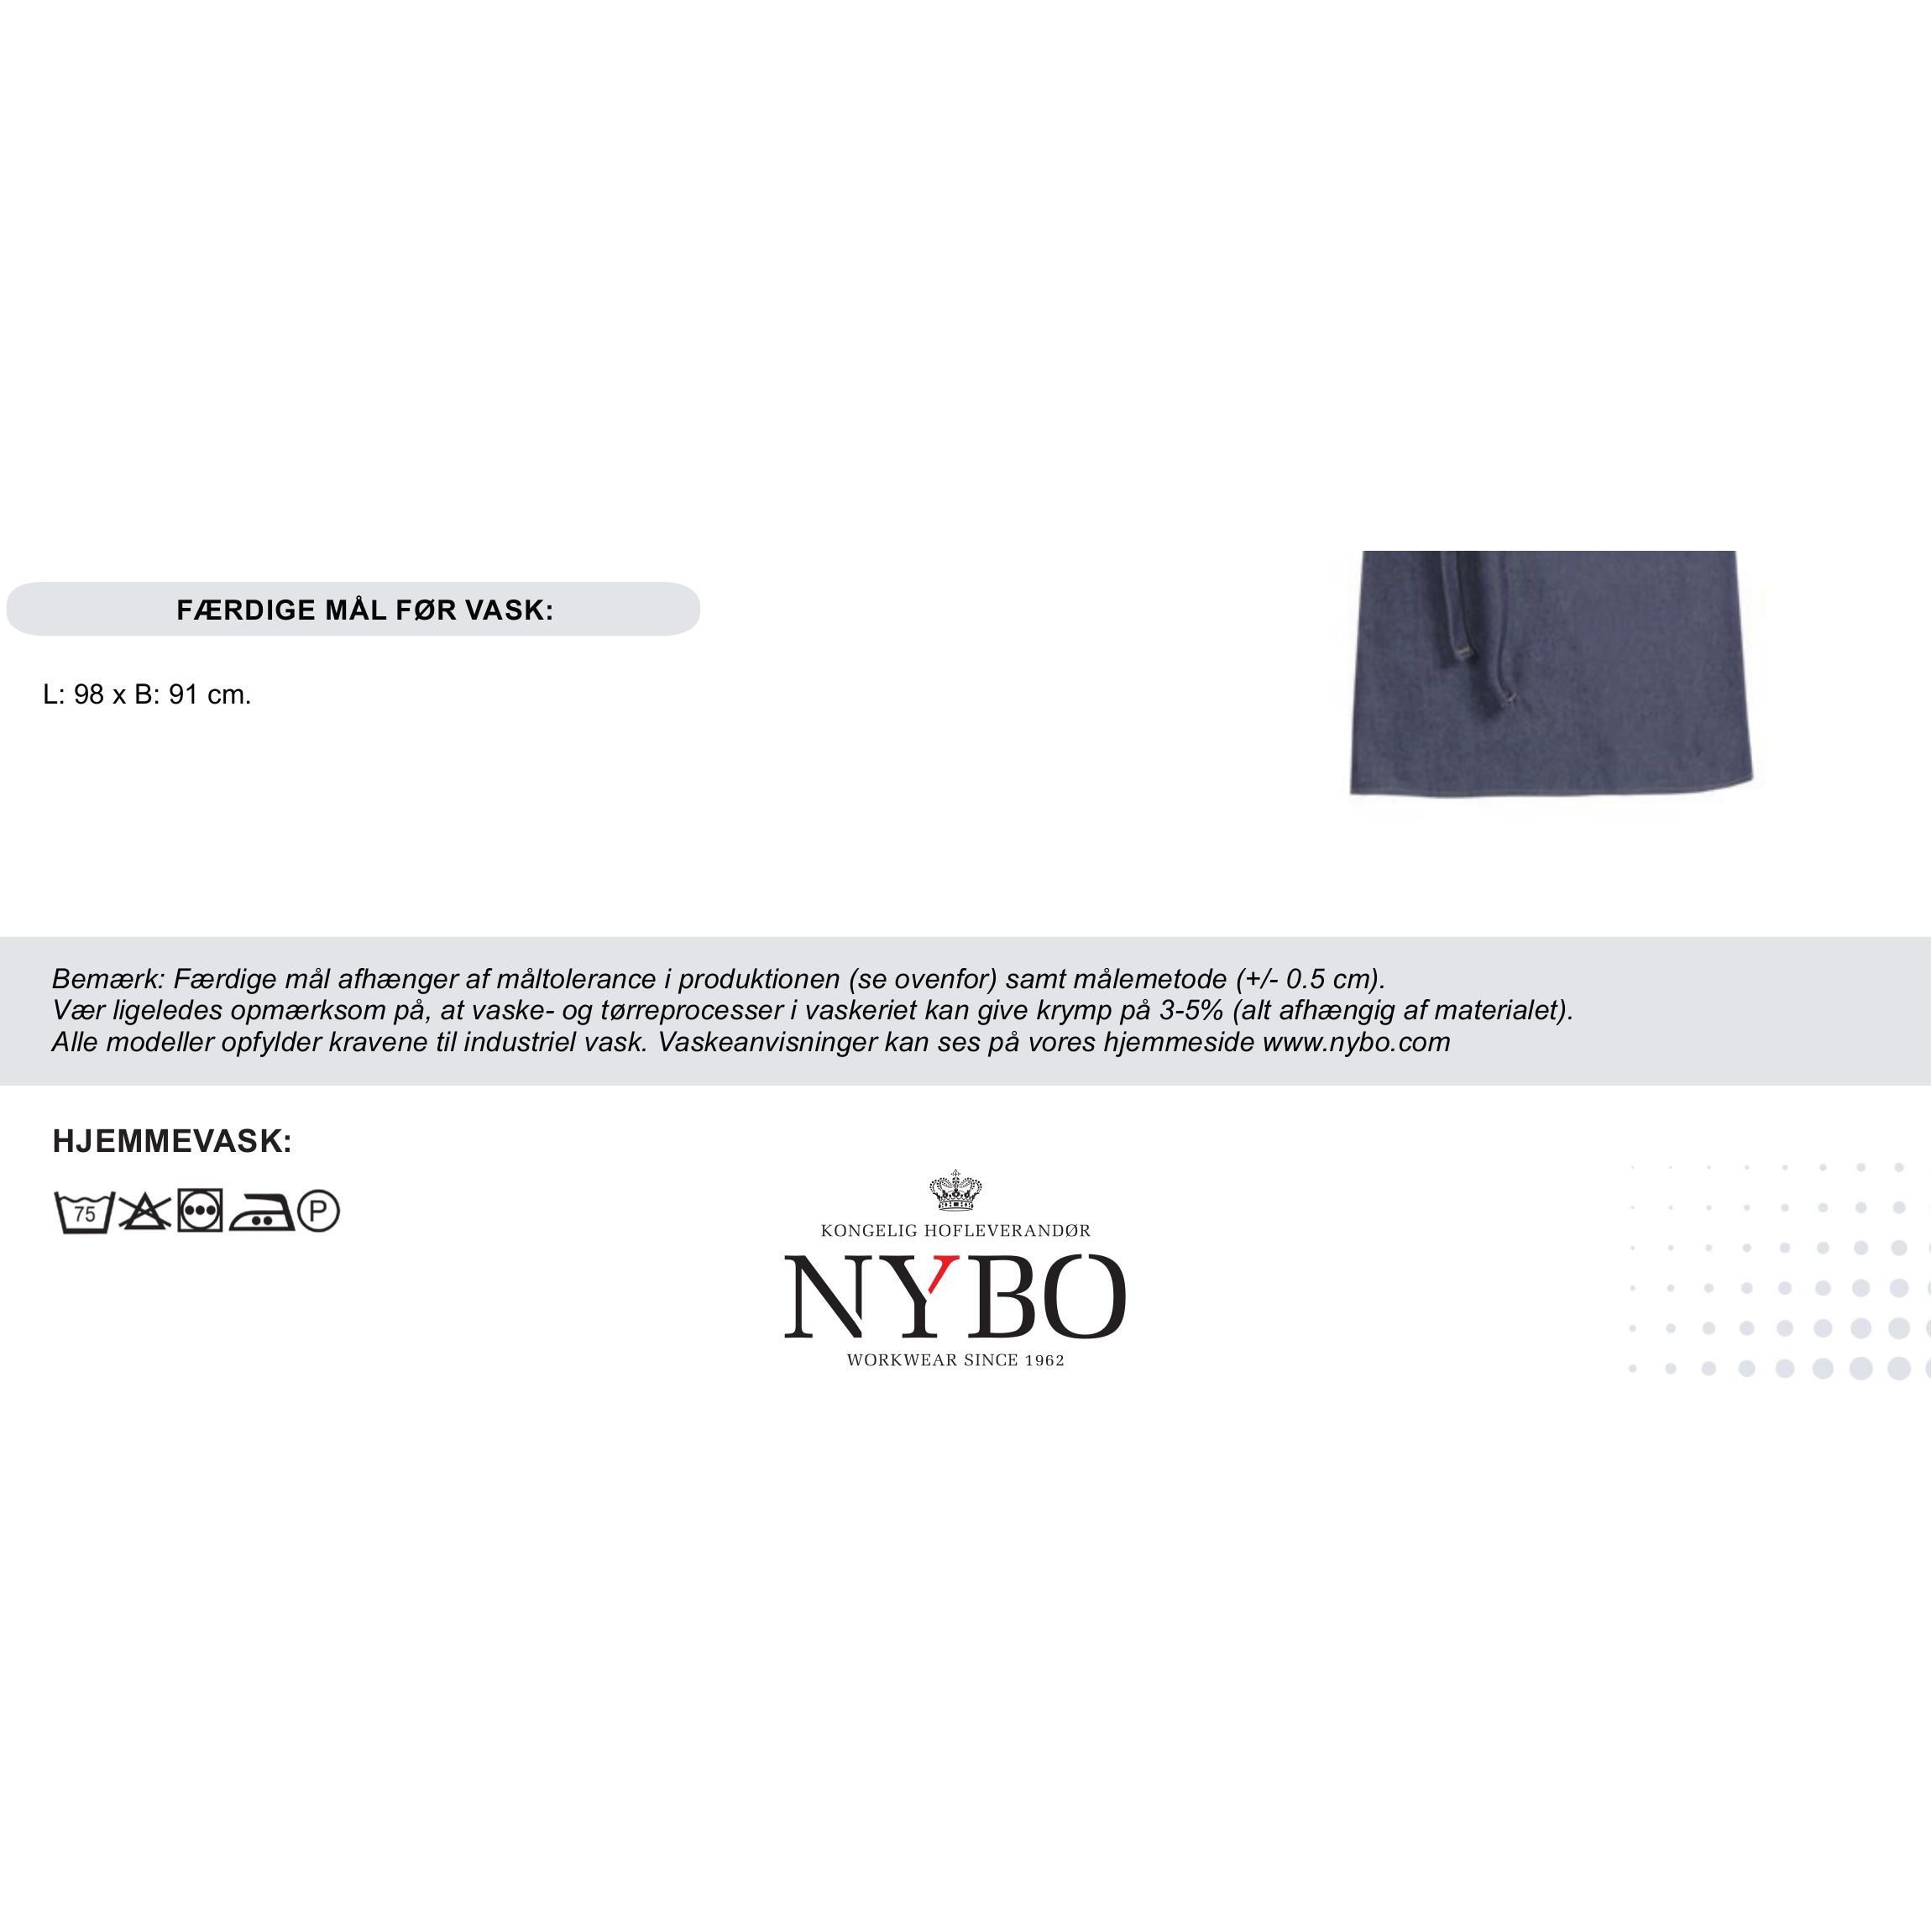 FÆRDIGE MÅL FØR VASK:
L: 98 x B: 91 cm.
Bemærk: Færdige mål afhænger af måltolerance i produktionen (se ovenfor) samt målemetode (+/- 0.5 cm).
Vær ligeledes opmærksom på, at vaske- og tørreprocesser i vaskeriet kan give krymp på 3-5% (alt afhængig af materialet).
Alle modeller opfylder kravene til industriel vask. Vaskeanvisninger kan ses på vores hjemmeside www.nybo.com
HJEMMEVASK:
75 P
KONGELIG HOFLEVERANDØR
NYBO
WORKWEAR SINCE 1962